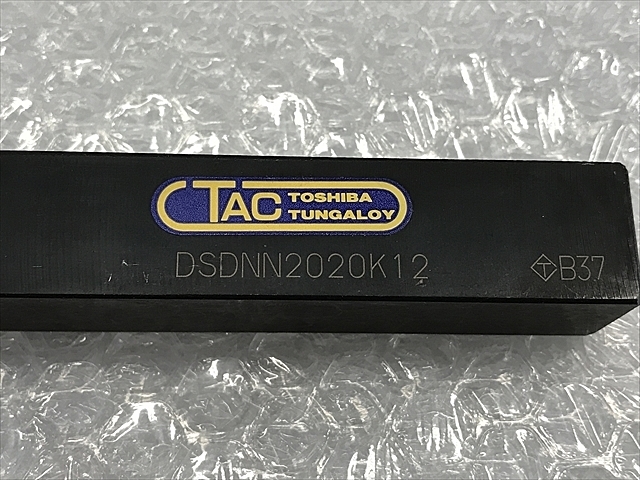 TAC TOSHIBA
TUNGALOY
DSDNN2020K12
T B37